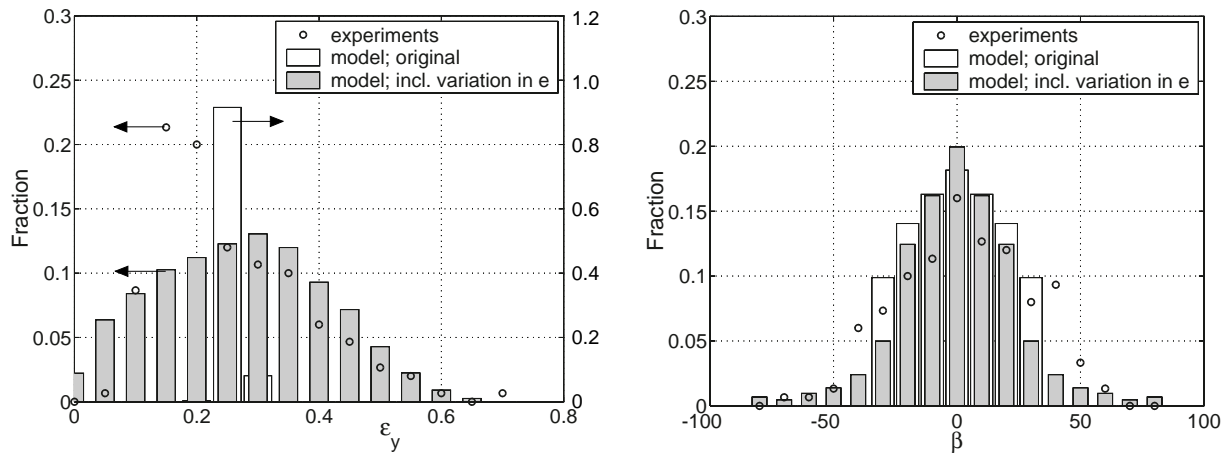 0.3
0.25
0.2
0.15
0.1
0.05
0
Fraction
1.2
1.0
0.8
0.6
0.4
0.2
0
experiments
model; original
model; incl. variation in e
0 0.2 0.4 0.6 0.8
εy
0.3
0.25
0.2
0.15
0.1
0.05
0
Fraction
experiments
model; original
model; incl. variation in e
-100 -50 0 50 100
β